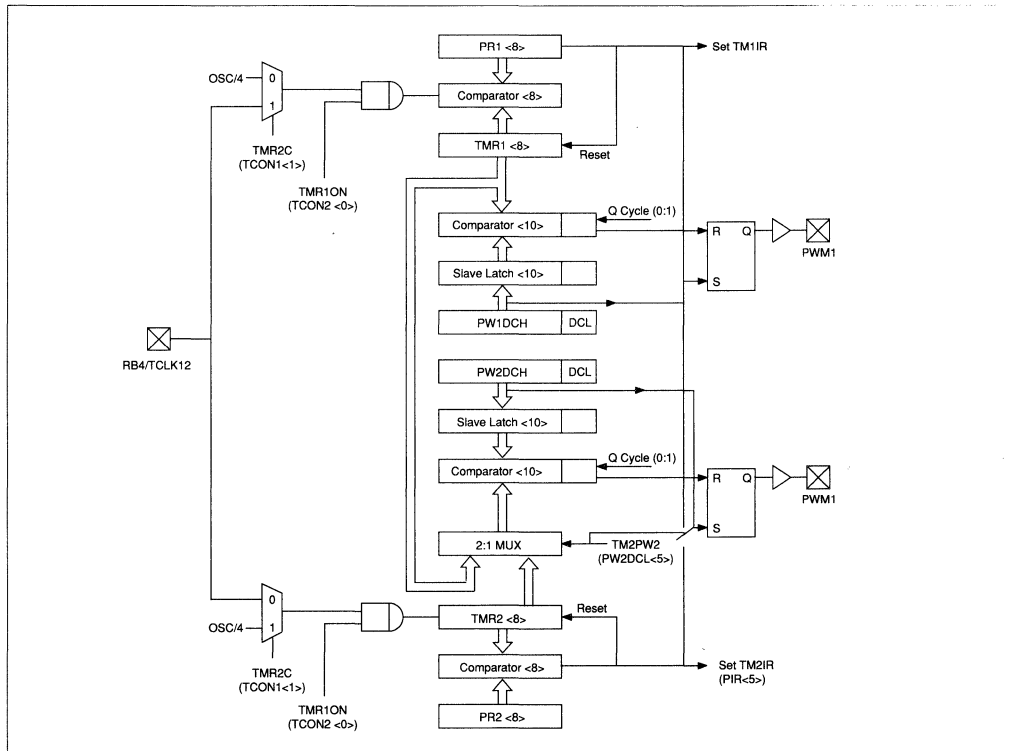 PR1 <8>
Set TM1IR
OSC/4
0
1
Comparator <8>
TMR2C
(TCON1<1>)
TMR1 <8>
Reset
TMR1ON
(TCON2 <0>)
Comparator <10>
Q Cycle (0:1)
R Q
S
PWM1
Slave Latch <10>
PW1DCH DCL
RB4/TCLK12
PW2DCH DCL
Slave Latch <10>
Comparator <10>
Q Cycle (0:1)
R Q
S
PWM1
2:1 MUX
TM2PW2
(PW2DCL<5>)
0
OSC/4
1
TMR2 <8>
Reset
TMR2C
(TCON1<1>)
Comparator <8>
Set TM2IR
(PIR<5>)
TMR1ON
(TCON2 <0>)
PR2 <8>